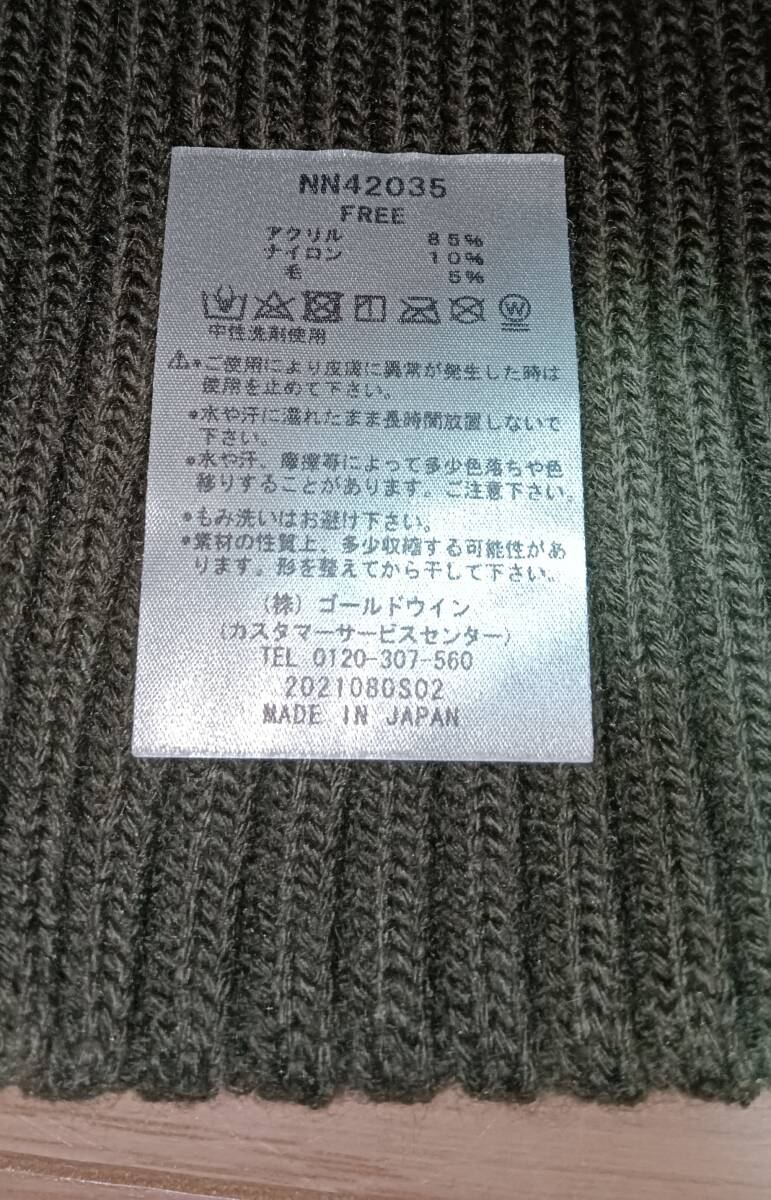 NN42035
FREE
アクリル 85%
ナイロン 10%
毛 5%
W
中性洗剤使用
⚠●ご使用により皮膚に異常が発生した時は
使用を止めて下さい。
●水や汗に濡れたまま長時間放置しないで
下さい。
●水や汗、摩擦等によって多少色落ちや色
移りすることがあります。ご注意下さい。
●もみ洗いはお避け下さい。
●素材の性質上、多少収縮する可能性があ
ります。形を整えてから干して下さい。
(株)ゴールドウイン
(カスタマーサービスセンター)
TEL 0120-307-560
2021080S02
MADE IN JAPAN